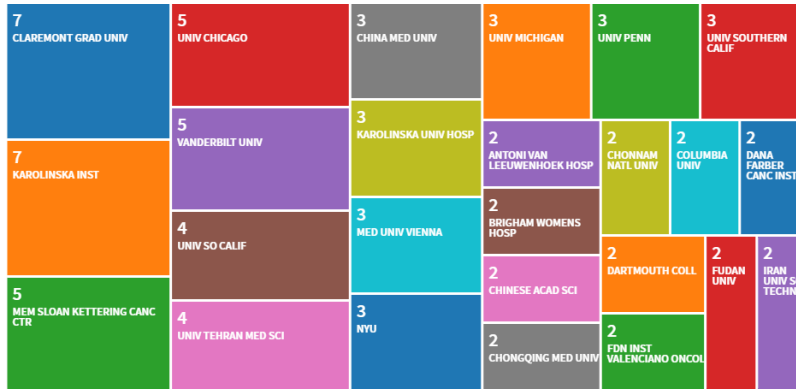 7
CLAREMONT GRAD UNIV
7
KAROLINSKA INST
5
MEM SLOAN KETTERING CANC
CTR
5
UNIV CHICAGO
5
VANDERBILT UNIV
4
UNIV SO CALIF
4
UNIV TEHRAN MED SCI
3
CHINA MED UNIV
3
KAROLINSKA UNIV HOSP
3
MED UNIV VIENNA
3
NYU
3
UNIV MICHIGAN
3
UNIV PENN
3
UNIV SOUTHERN
CALIF
2
ANTONI VAN
LEEUWENHOEK HOSP
2
BRIGHAM WOMENS
HOSP
2
CHINESE ACAD SCI
2
CHONGQING MED UNIV
2
CHONNAM
NATL UNIV
2
COLUMBIA
UNIV
2
DANA
FARBER
CANC INST
2
DARTMOUTH COLL
2
FDN INST
VALENCIANO ONCOL
2
FUDAN
UNIV
2
IRAN
UNIV
TECHN